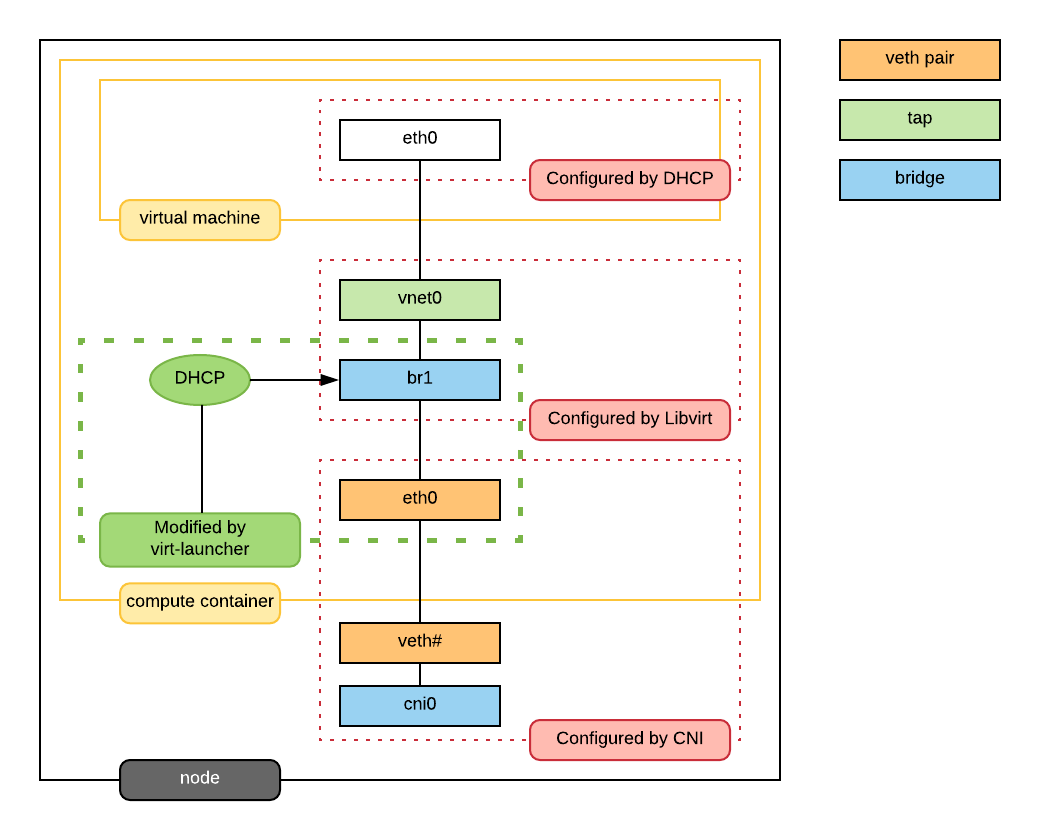 veth pair
tap
bridge
eth0
Configured by DHCP
virtual machine
vnet0
DHCP
br1
Configured by Libvirt
eth0
Modified by
virt-launcher
compute container
veth#
cni0
Configured by CNI
node